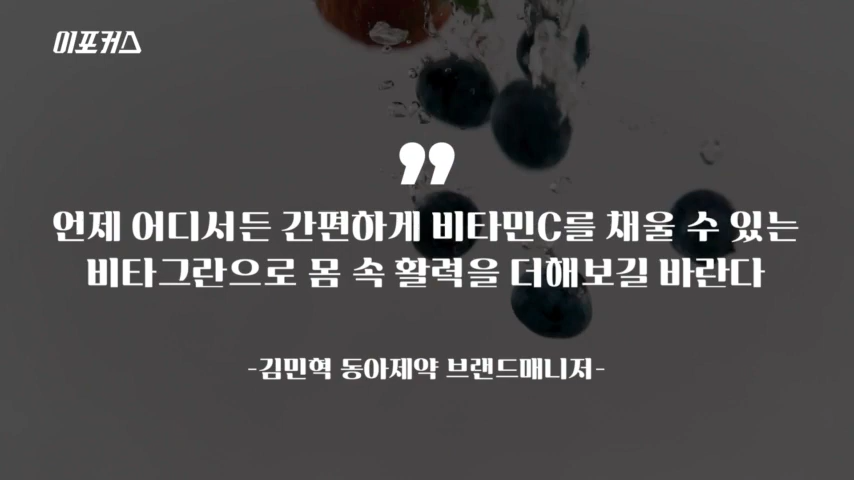 이포커스
"
언제 어디서든 간편하게 비타민C를 채울 수 있는
비타그란으로 몸 속 활력을 더해보길 바란다
-김민혁 동아제약 브랜드매니저-